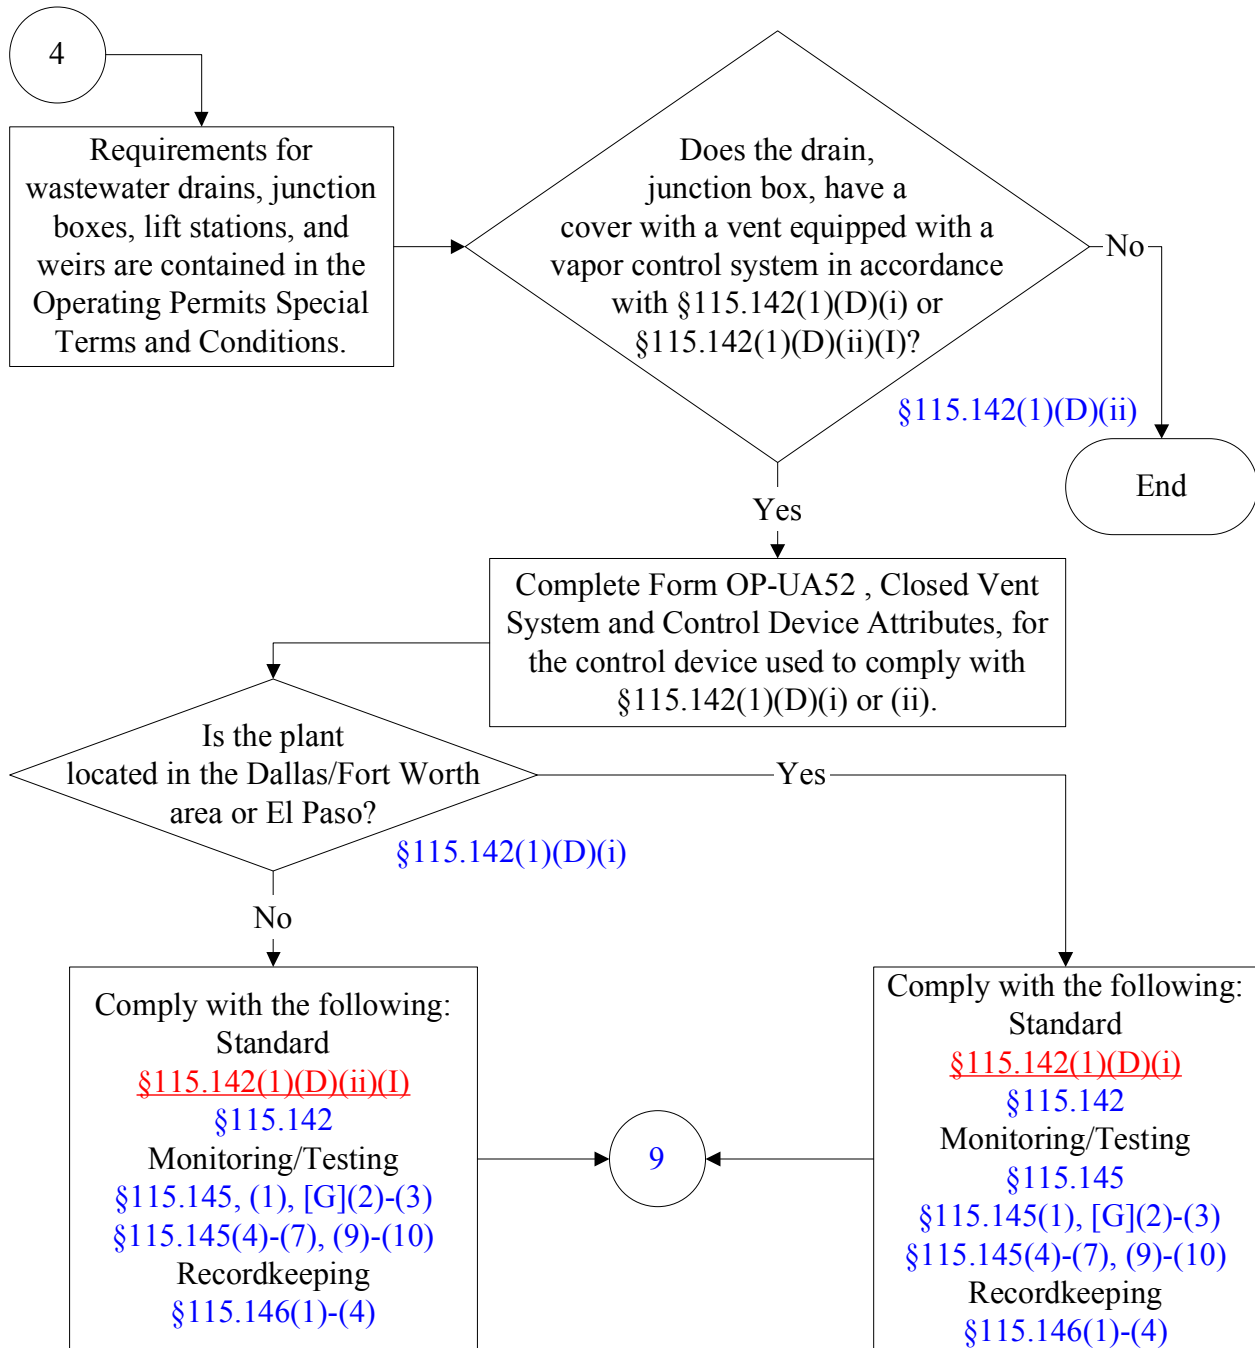 4
Requirements for
wastewater drains, junction
boxes, lift stations, and
weirs are contained in the
Operating Permits Special
Terms and Conditions.
Does the drain,
junction box, have a
cover with a vent equipped with a
vapor control system in accordance
with §115.142(1)(D)(i) or
§115.142(1)(D)(ii)(I)?
No
§115.142(1)(D)(ii)
End
Yes
Complete Form OP-UA52 , Closed Vent
System and Control Device Attributes, for
the control device used to comply with
§115.142(1)(D)(i) or (ii).
Is the plant
located in the Dallas/Fort Worth
area or El Paso?
Yes
§115.142(1)(D)(i)
No
Comply with the following:
Standard
§115.142(1)(D)(ii)(I)
§115.142
Monitoring/Testing
§115.145, (1), [G](2)-(3)
§115.145(4)-(7), (9)-(10)
Recordkeeping
§115.146(1)-(4)
9
Comply with the following:
Standard
§115.142(1)(D)(i)
§115.142
Monitoring/Testing
§115.145
§115.145(1), [G](2)-(3)
§115.145(4)-(7), (9)-(10)
Recordkeeping
§115.146(1)-(4)